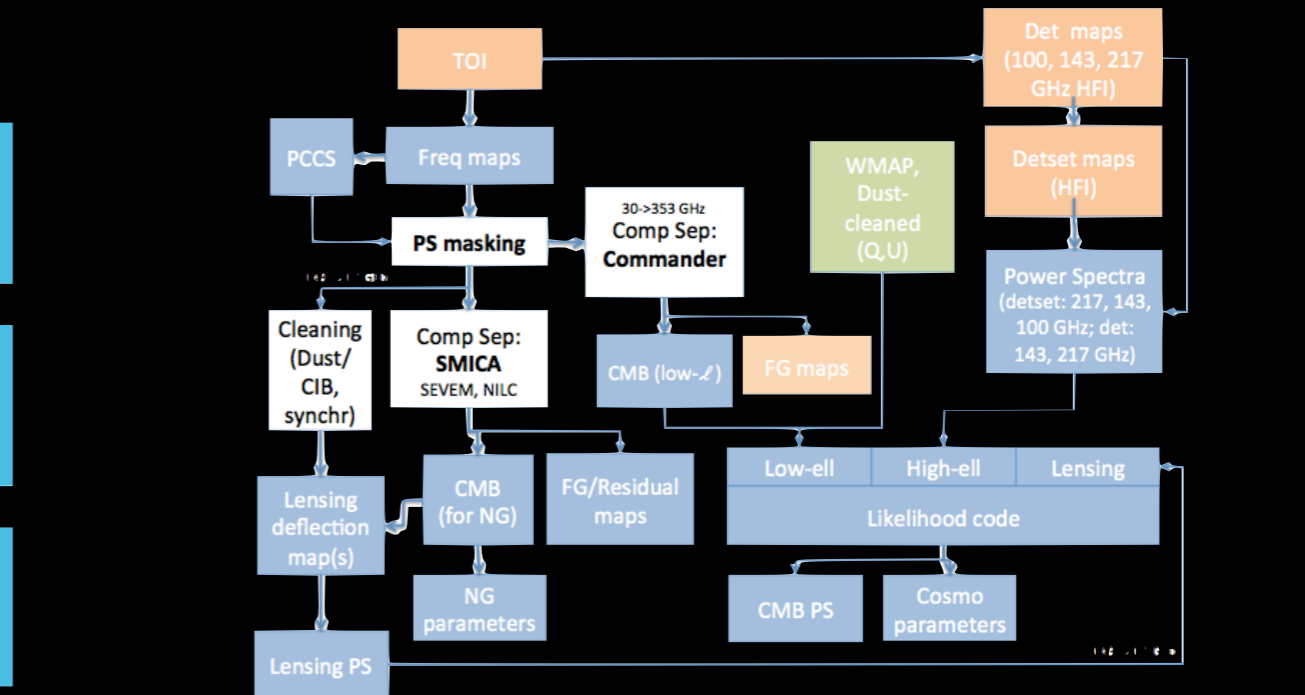 TOI
Det maps
(100, 143, 217
GHz HFI)
PCCS
Freq maps
WMAP,
Dust-
cleaned
(Q,U)
Detset maps
(HFI)
30->353 GHz
Comp Sep:
Commander
PS masking
Power Spectra
(detset: 217, 143,
100 GHz; det:
143, 217 GHz)
Cleaning
(Dust/
CIB,
synchr)
Comp Sep:
SMICA
SEVEM, NILC
CMB (low-ℒ)
FG maps
Low-ell
High-ell
Lensing
Likelihood code
Lensing
deflection
map(s)
CMB
(for NG)
FG/Residual
maps
NG
parameters
CMB PS
Cosmo
parameters
Lensing PS